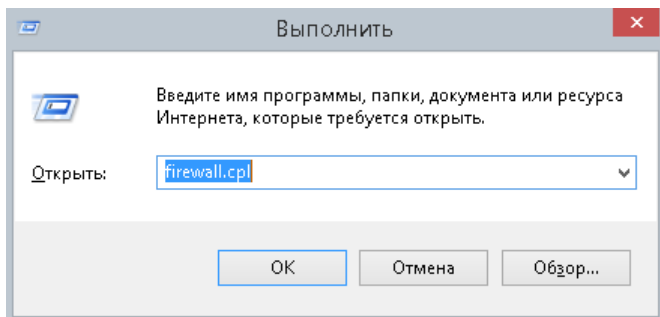 Выполнить
Введите имя программы, папки, документа или ресурса
Интернета, которые требуется открыть.
Открыть: firewall.cpl
OK Отмена Обзор...